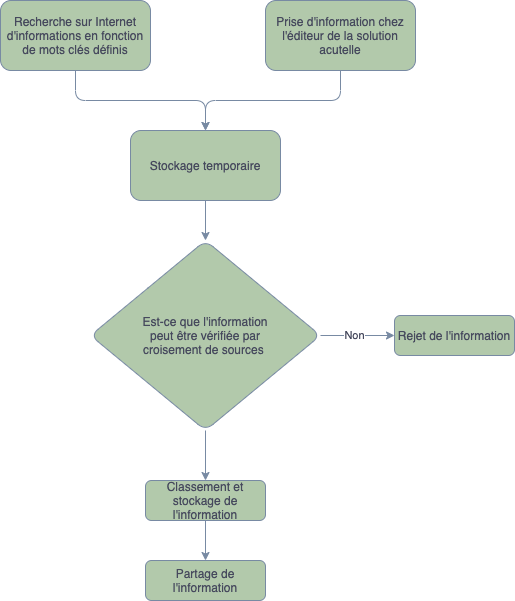 Recherche sur Internet
d'informations en fonction
de mots clés définis
Prise d'information chez
l'éditeur de la solution
acutelle
Stockage temporaire
Est-ce que l'information
peut être vérifiée par
croisement de sources
Non
Rejet de l'information
Classement et
stockage de
l'information
Partage de
l'information